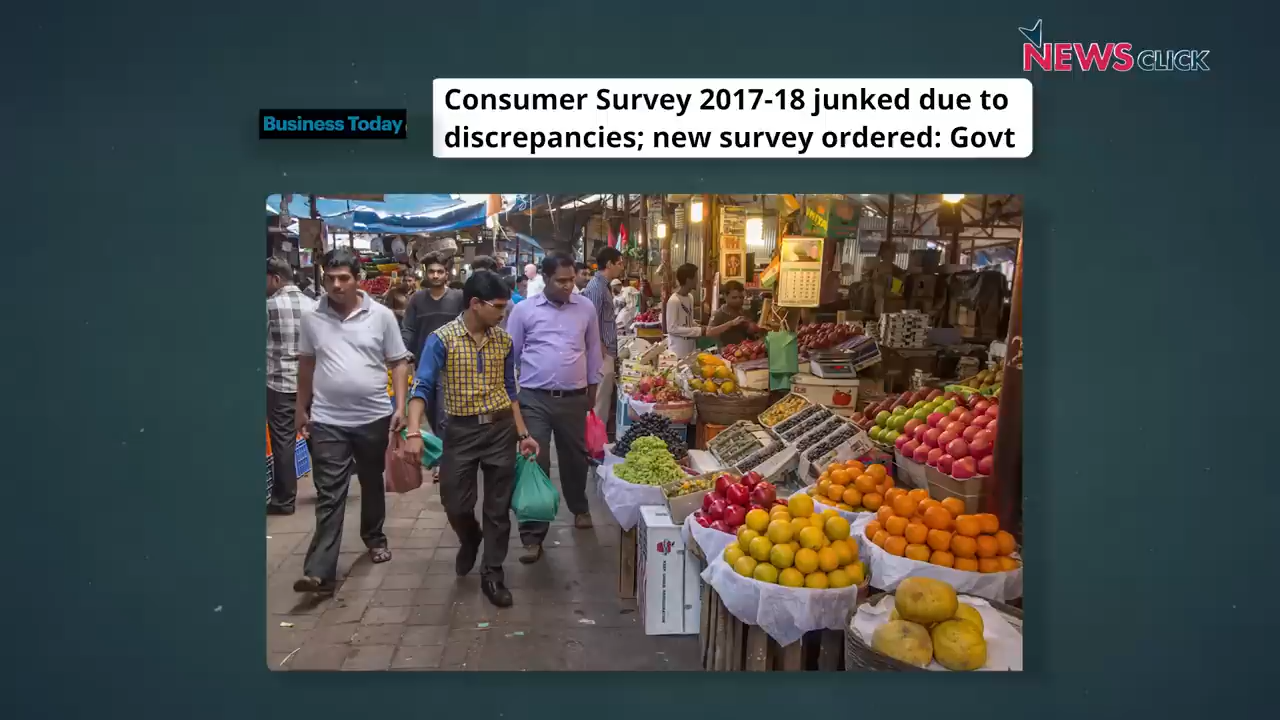 NEWSCLICK
Business Today
Consumer Survey 2017-18 junked due to
discrepancies; new survey ordered: Govt